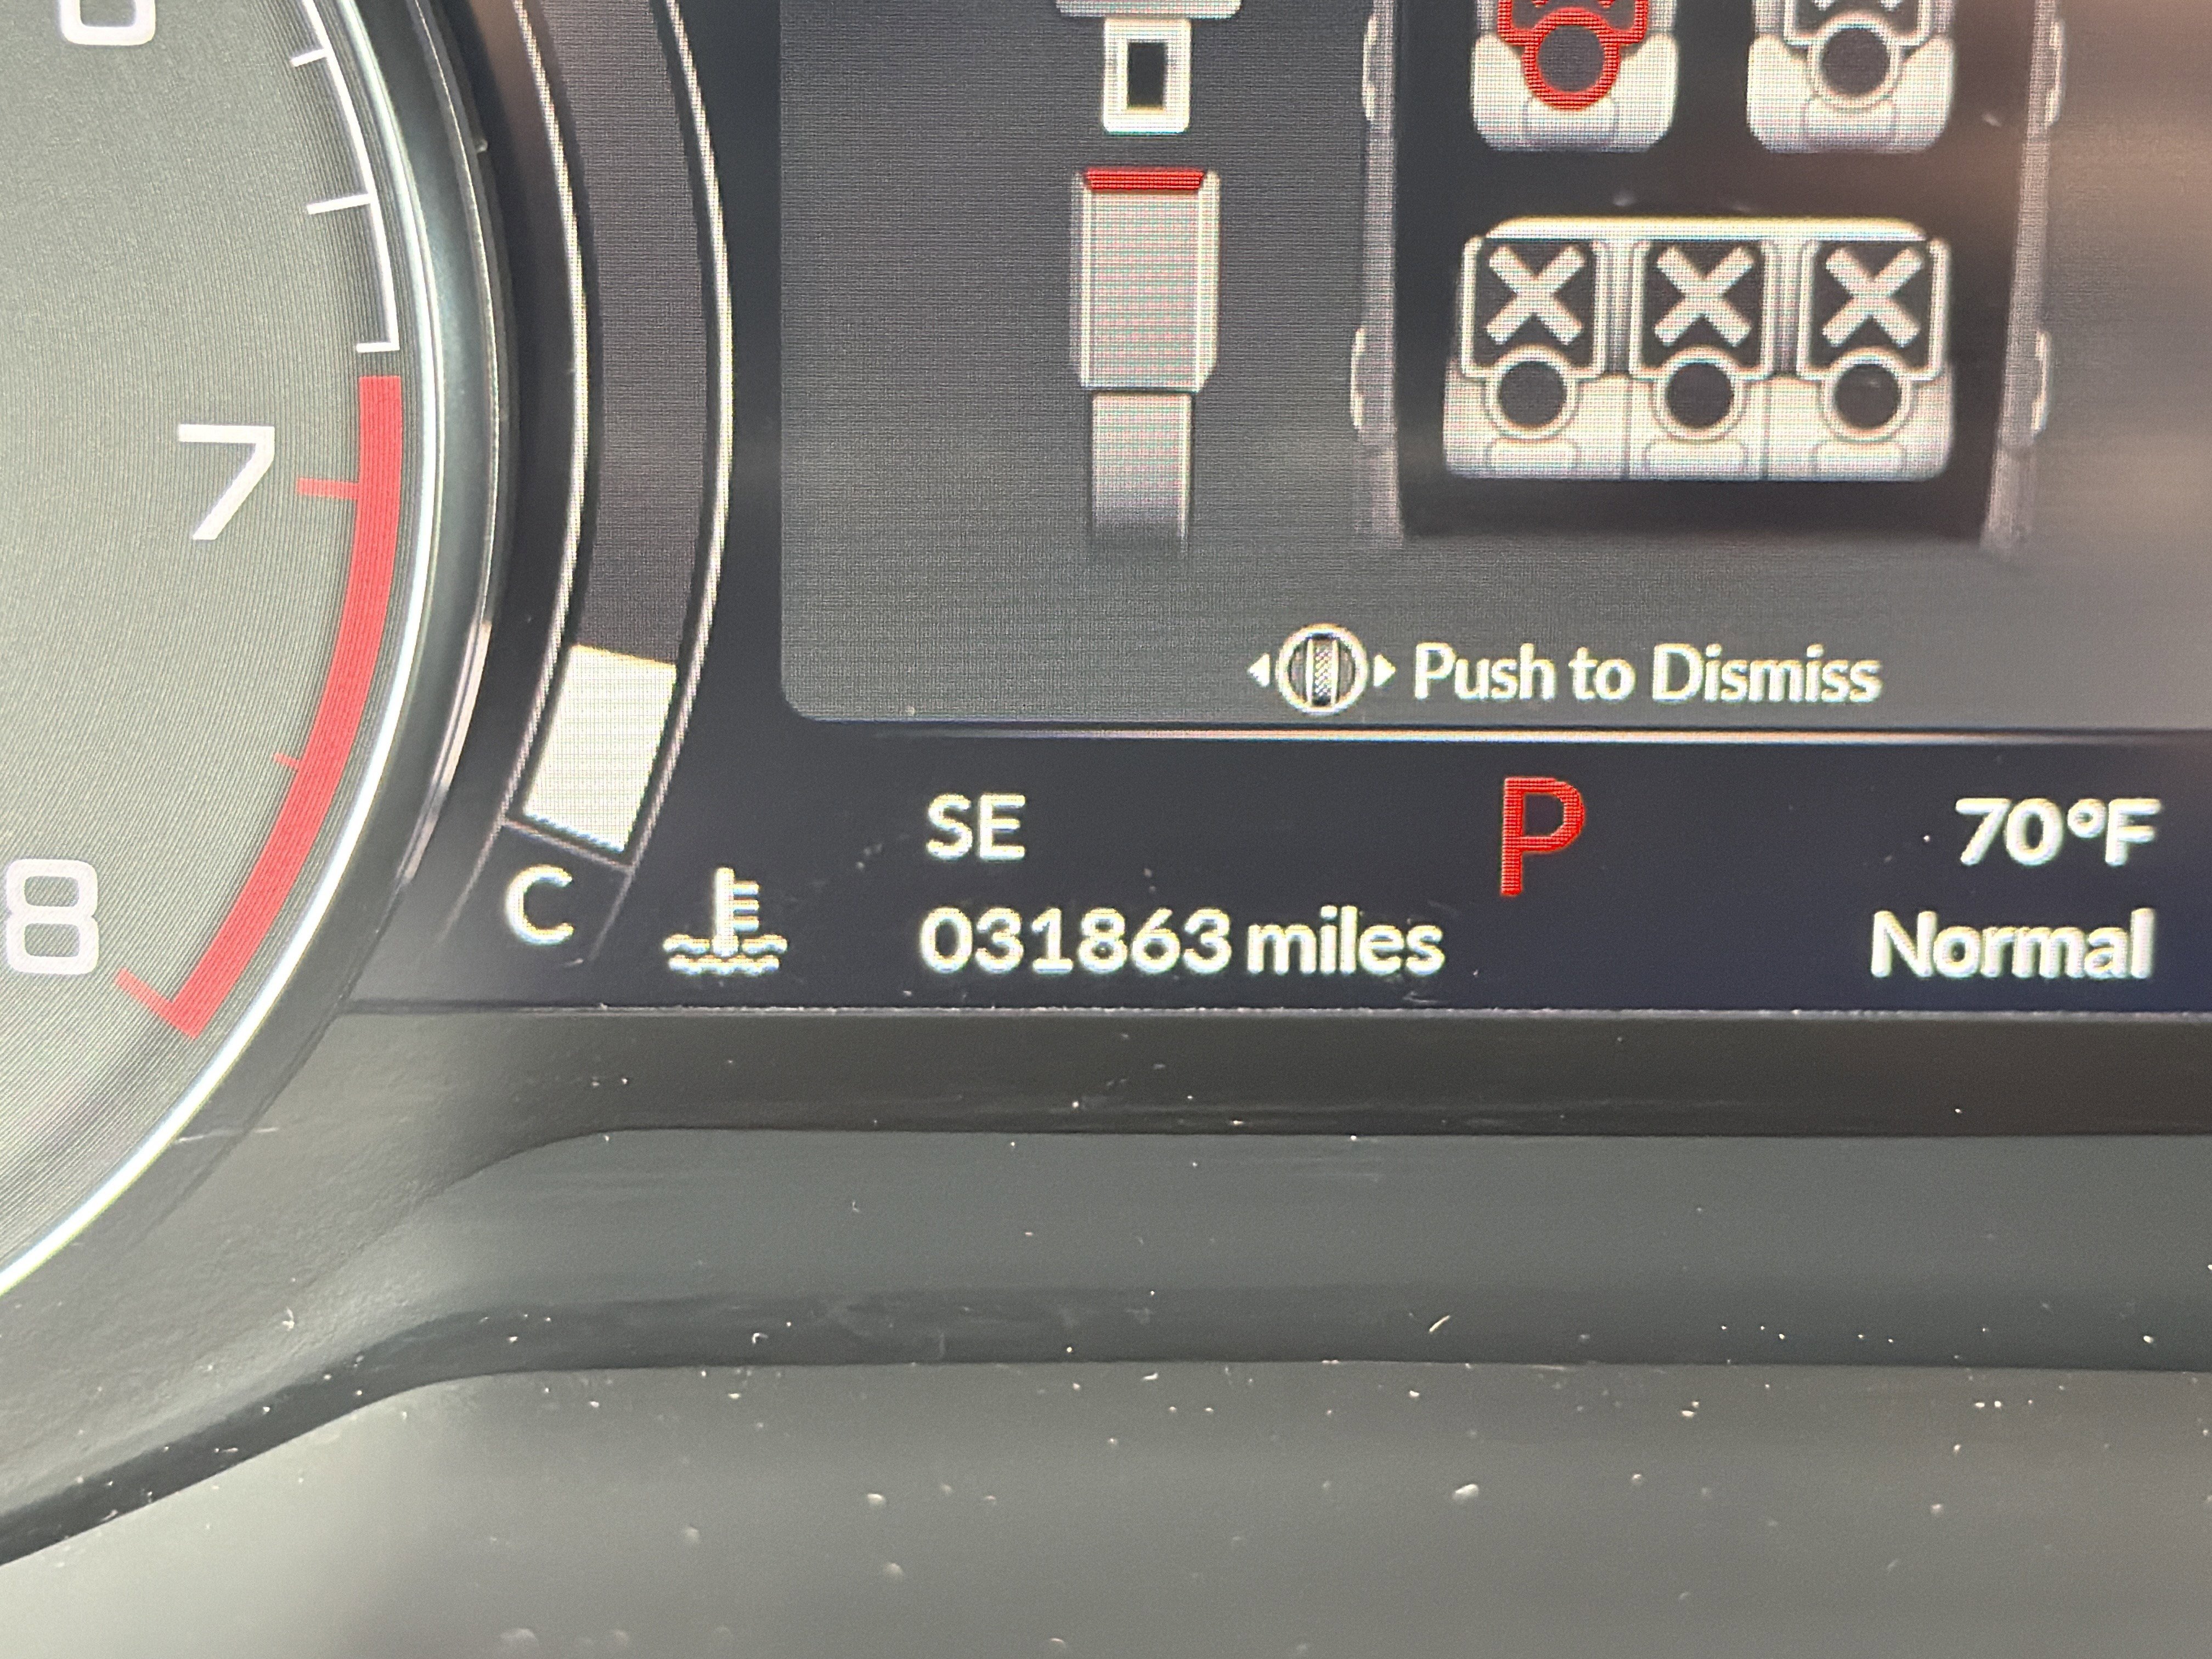 7
8
Push to Dismiss
SE P 70°F
C 031863 miles Normal